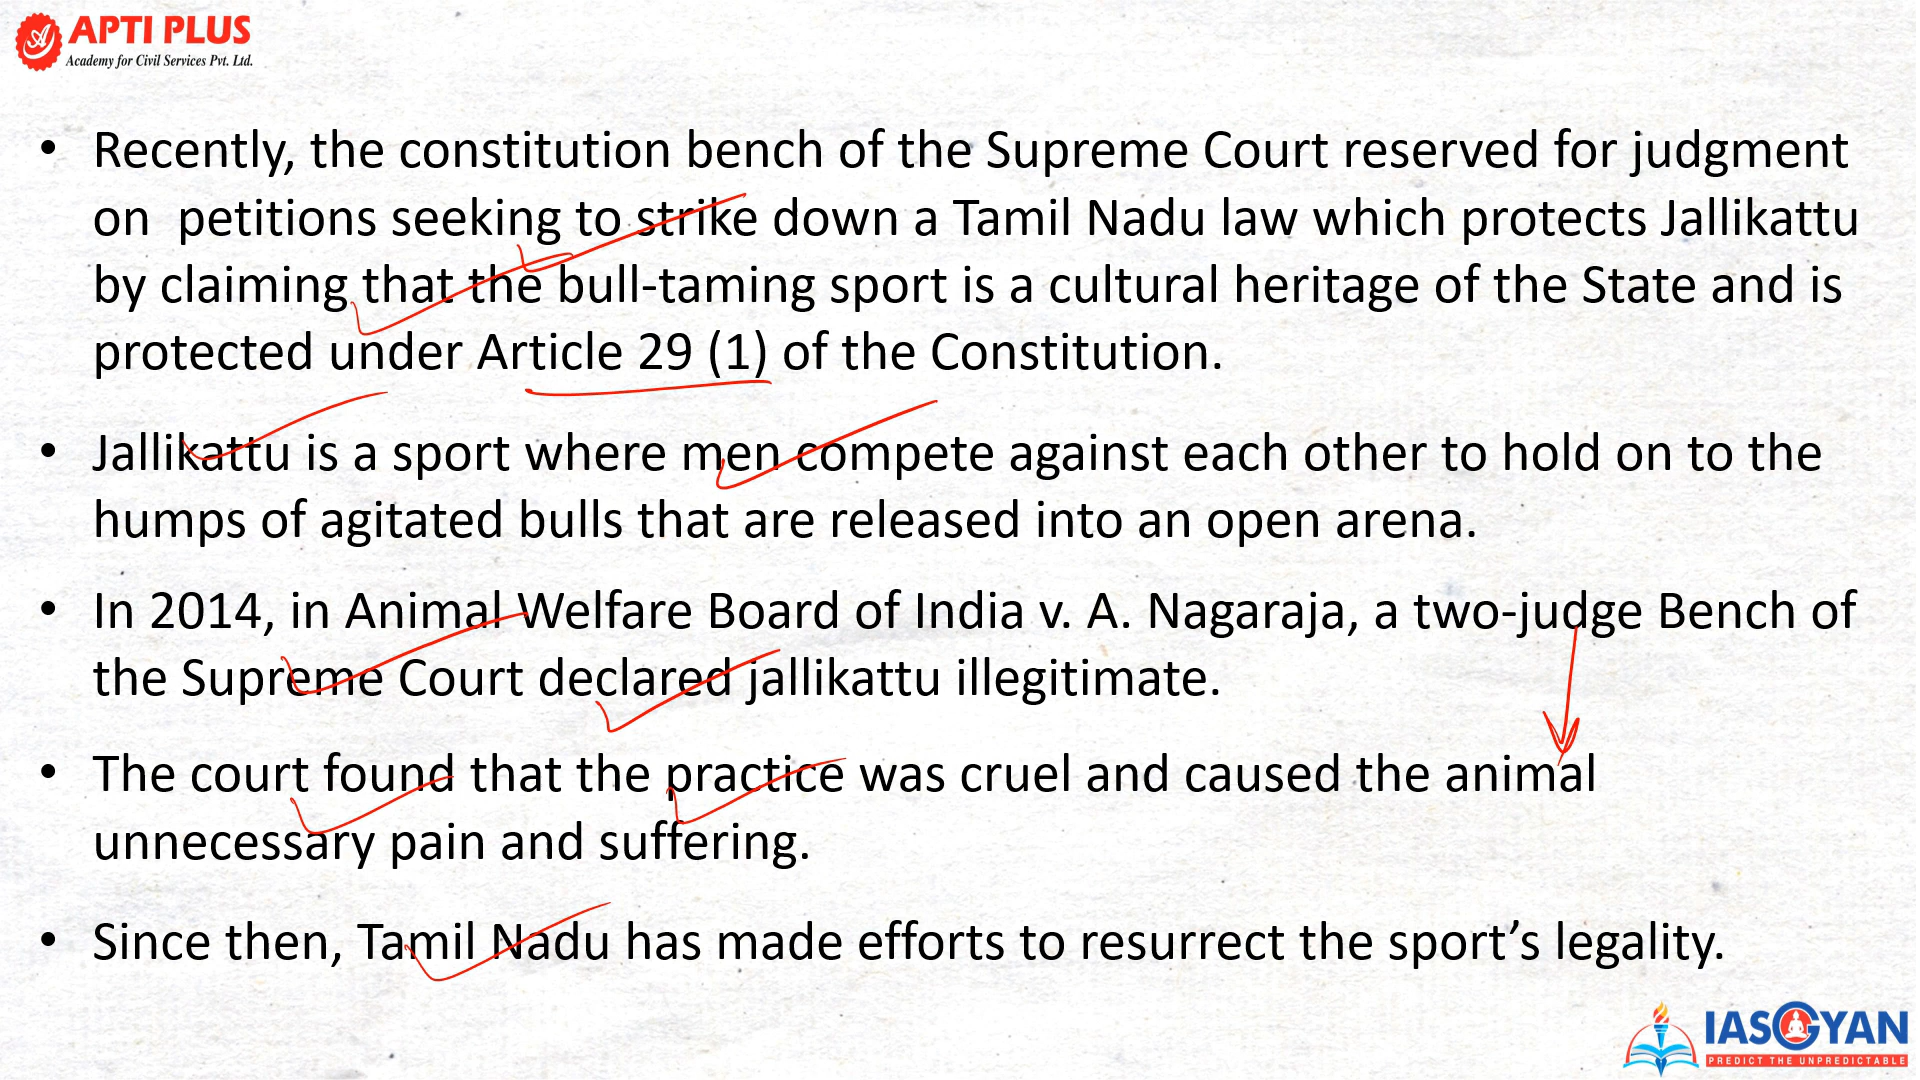 APTI PLUS
Academy for Civil Services Pvt. Ltd.
• Recently, the constitution bench of the Supreme Court reserved for judgment
on petitions seeking to strike down a Tamil Nadu law which protects Jallikattu
by claiming that the bull-taming sport is a cultural heritage of the State and is
protected under Article 29 (1) of the Constitution.
• Jallikattu is a sport where men compete against each other to hold on to the
humps of agitated bulls that are released into an open arena.
• In 2014, in Animal Welfare Board of India v. A. Nagaraja, a two-judge Bench of
the Supreme Court declared jallikattu illegitimate.
• The court found that the practice was cruel and caused the animal
unnecessary pain and suffering.
• Since then, Tamil Nadu has made efforts to resurrect the sport’s legality.
IASGYAN
PREDICT THE UNPREDICTABLE